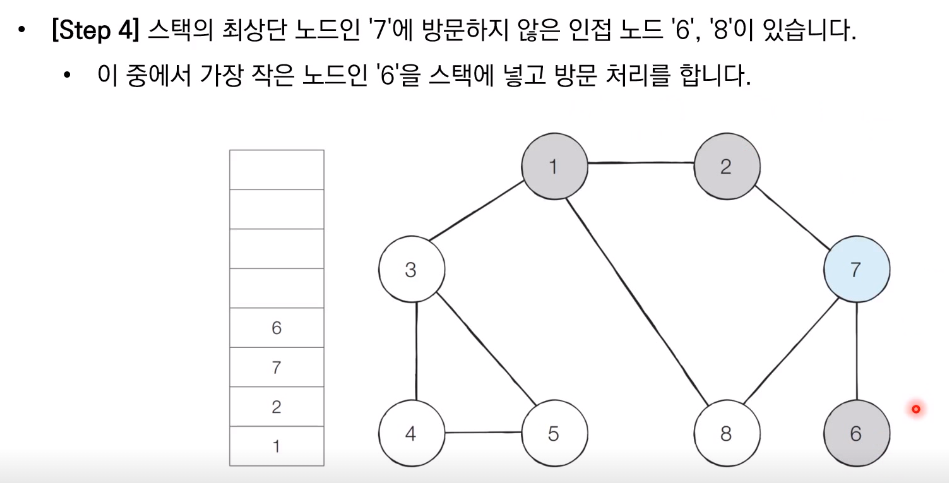 • [Step 4] 스택의 최상단 노드인 '7'에 방문하지 않은 인접 노드 '6', '8'이 있습니다.
• 이 중에서 가장 작은 노드인 '6'을 스택에 넣고 방문 처리를 합니다.
1 2
3 7
6
7
2
1
4 5 8 6